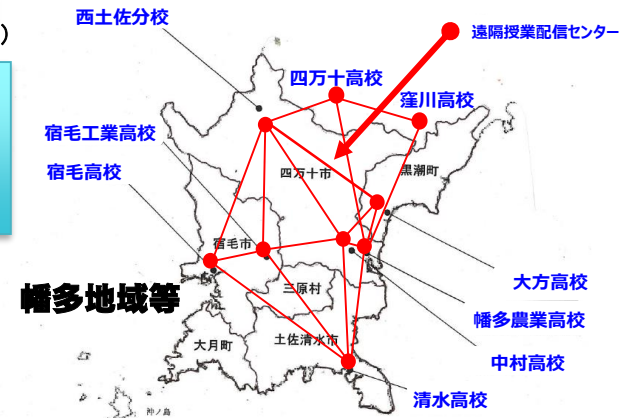 )
西土佐分校
遠隔授業配信センター
四万十高校
窪川高校
宿毛工業高校
宿毛高校
四万十市
黒潮町
宿毛市
三原村
大方高校
幡多地域等
幡多農業高校
大月町
土佐清水市
中村高校
清水高校
沖ノ島